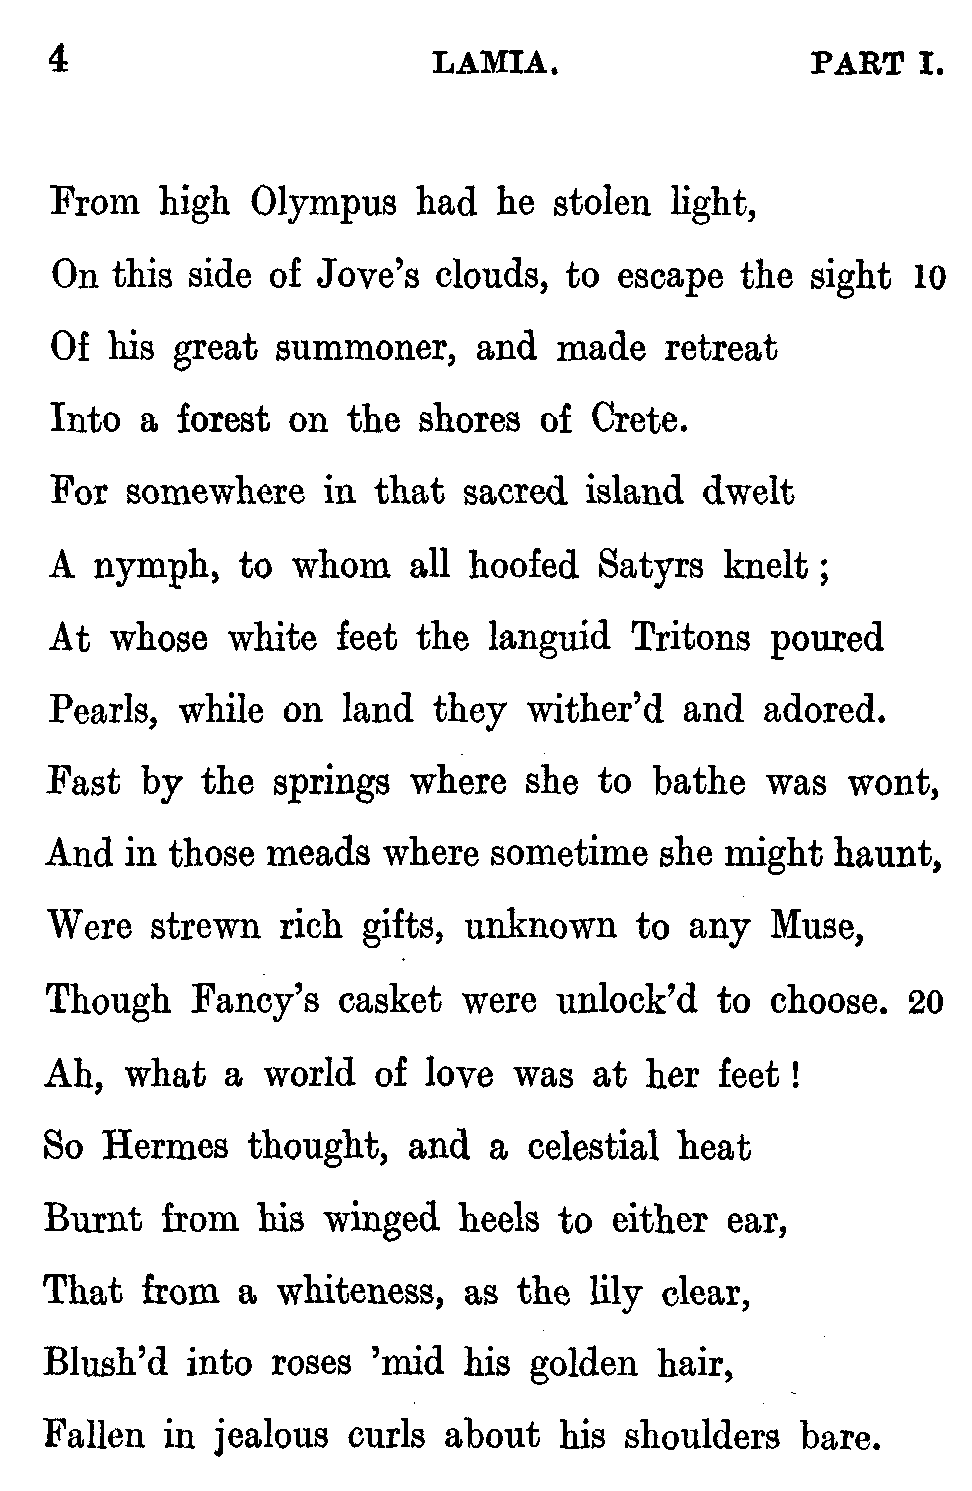 4 LAMIA. PART I.
From high Olympus had he stolen light,
On this side of Jove's clouds, to escape the sight 10
Of his great summoner, and made retreat
Into a forest on the shores of Crete.
For somewhere in that sacred island dwelt
A nymph, to whom all hoofed Satyrs knelt ;
At whose white feet the languid Tritons poured
Pearls, while on land they wither'd and adored.
Fast by the springs where she to bathe was wont,
And in those meads where sometime she might haunt,
Were strewn rich gifts, unknown to any Muse,
Though Fancy's casket were unlock'd to choose. 20
Ah, what a world of love was at her feet !
So Hermes thought, and a celestial heat
Burnt from his winged heels to either ear,
That from a whiteness, as the lily clear,
Blush'd into roses 'mid his golden hair,
Fallen in jealous curls about his shoulders bare.